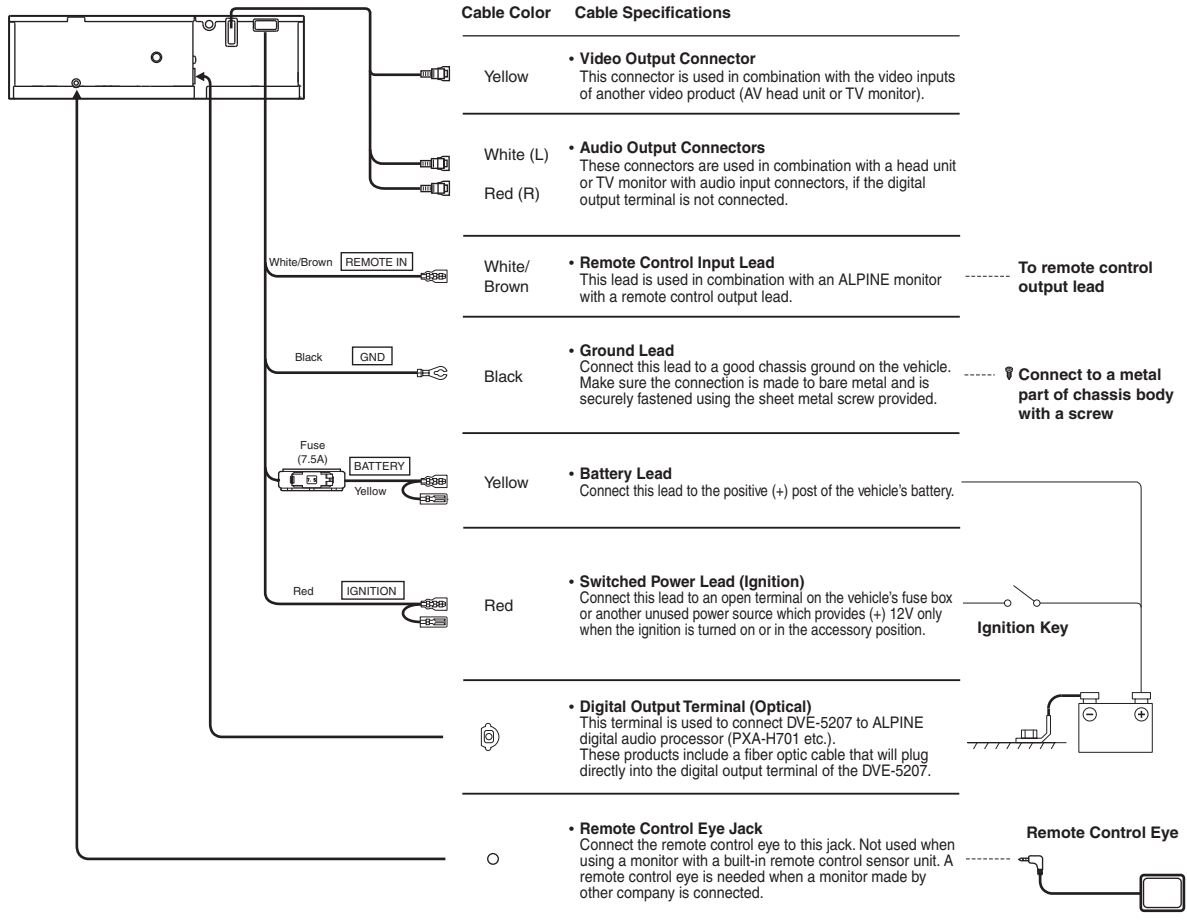 Cable Color Cable Specifications
Yellow
• Video Output Connector
This connector is used in combination with the video inputs
of another video product (AV head unit or TV monitor).
White (L)
Red (R)
• Audio Output Connectors
These connectors are used in combination with a head unit
or TV monitor with audio input connectors, if the digital
output terminal is not connected.
White/Brown REMOTE IN
White/
Brown
• Remote Control Input Lead
This lead is used in combination with an ALPINE monitor
with a remote control output lead.
To remote control
output lead
Black GND
Black
• Ground Lead
Connect this lead to a good chassis ground on the vehicle.
Make sure the connection is made to bare metal and is
securely fastened using the sheet metal screw provided.
Connect to a metal
part of chassis body
with a screw
Fuse
(7.5A)
BATTERY
Yellow
Yellow
• Battery Lead
Connect this lead to the positive (+) post of the vehicle’s battery.
Red IGNITION
Red
• Switched Power Lead (Ignition)
Connect this lead to an open terminal on the vehicle’s fuse box
or another unused power source which provides (+) 12V only
when the ignition is turned on or in the accessory position.
Ignition Key
• Digital Output Terminal (Optical)
This terminal is used to connect DVE-5207 to ALPINE
digital audio processor (PXA-H701 etc.).
These products include a fiber optic cable that will plug
directly into the digital output terminal of the DVE-5207.
− +
• Remote Control Eye Jack
Connect the remote control eye to this jack. Not used when
using a monitor with a built-in remote control sensor unit. A
remote control eye is needed when a monitor made by
other company is connected.
Remote Control Eye